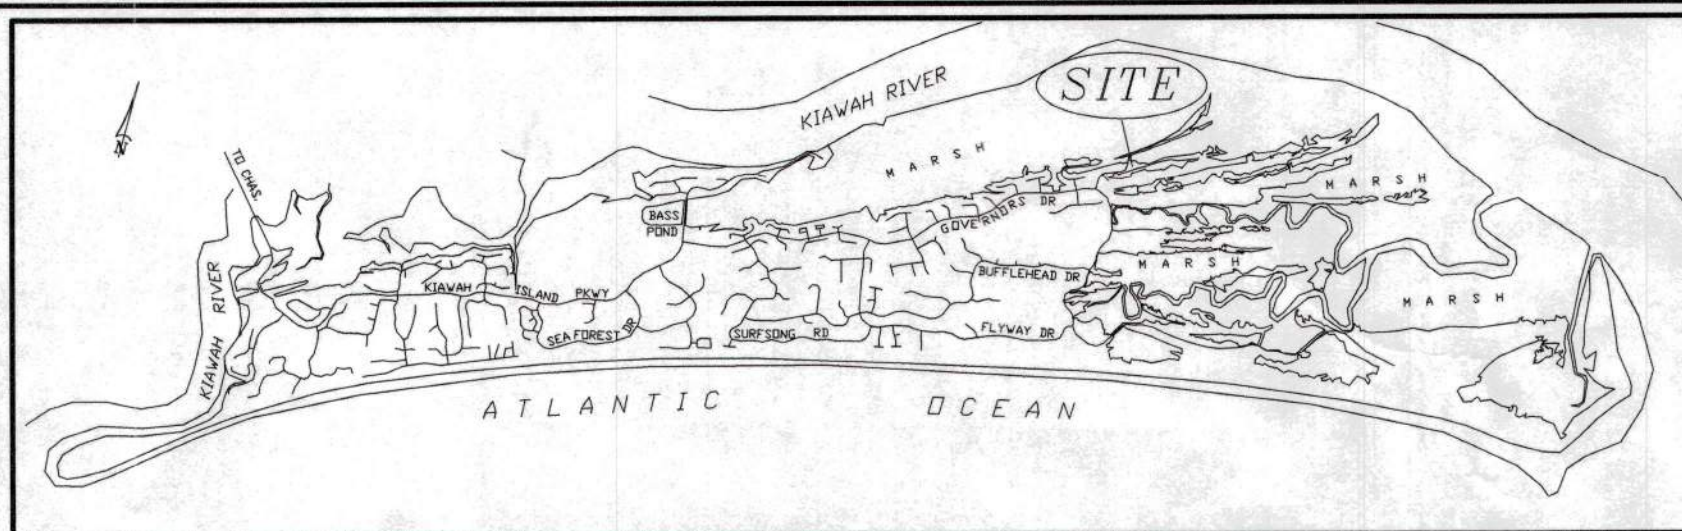 SITE
KIAWAH RIVER
MARSH
TO CHAS.
MARSH
BASS
POND
GOVERNORS DR
KIAWAH RIVER
MARSH
BUFFLEHEAD DR
KIAWAH ISLAND PKWY
MARSH
SEA FOREST DR
SURFSONG RD
FLYWAY DR
ATLANTIC OCEAN
N